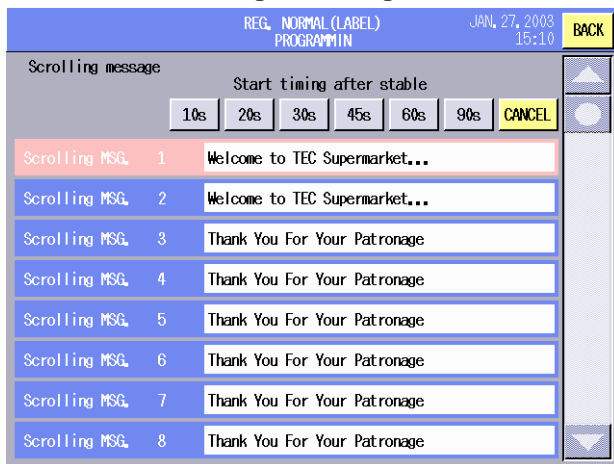 REG. NORMAL(LABEL)
PROGRAMMIN
JAN. 27. 2003
15:10
BACK
Scrolling message
Start timing after stable
10s 20s 30s 45s 60s 90s CANCEL
Scrolling MSG. 1 Welcome to TEC Supermarket...
Scrolling MSG. 2 Welcome to TEC Supermarket...
Scrolling MSG. 3 Thank You For Your Patronage
Scrolling MSG. 4 Thank You For Your Patronage
Scrolling MSG. 5 Thank You For Your Patronage
Scrolling MSG. 6 Thank You For Your Patronage
Scrolling MSG. 7 Thank You For Your Patronage
Scrolling MSG. 8 Thank You For Your Patronage